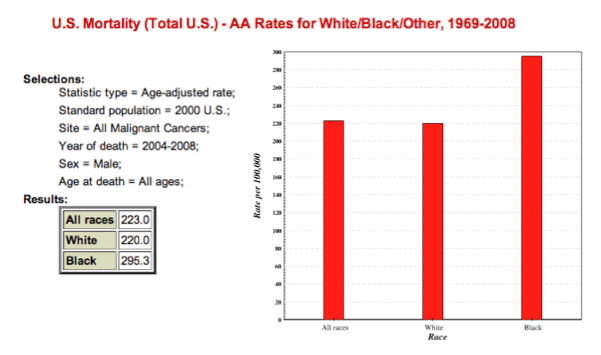 U.S. Mortality (Total U.S.) - AA Rates for White/Black/Other, 1969-2008
Selections:
Statistic type = Age-adjusted rate;
Standard population = 2000 U.S.;
Site = All Malignant Cancers;
Year of death = 2004-2008;
Sex = Male;
Age at death = All ages;
Results:
All races 223.0
White 220.0
Black 295.3
Rate per 100,000
300
280
260
240
220
200
180
160
140
120
100
80
60
40
20
0
All races White Black
Race